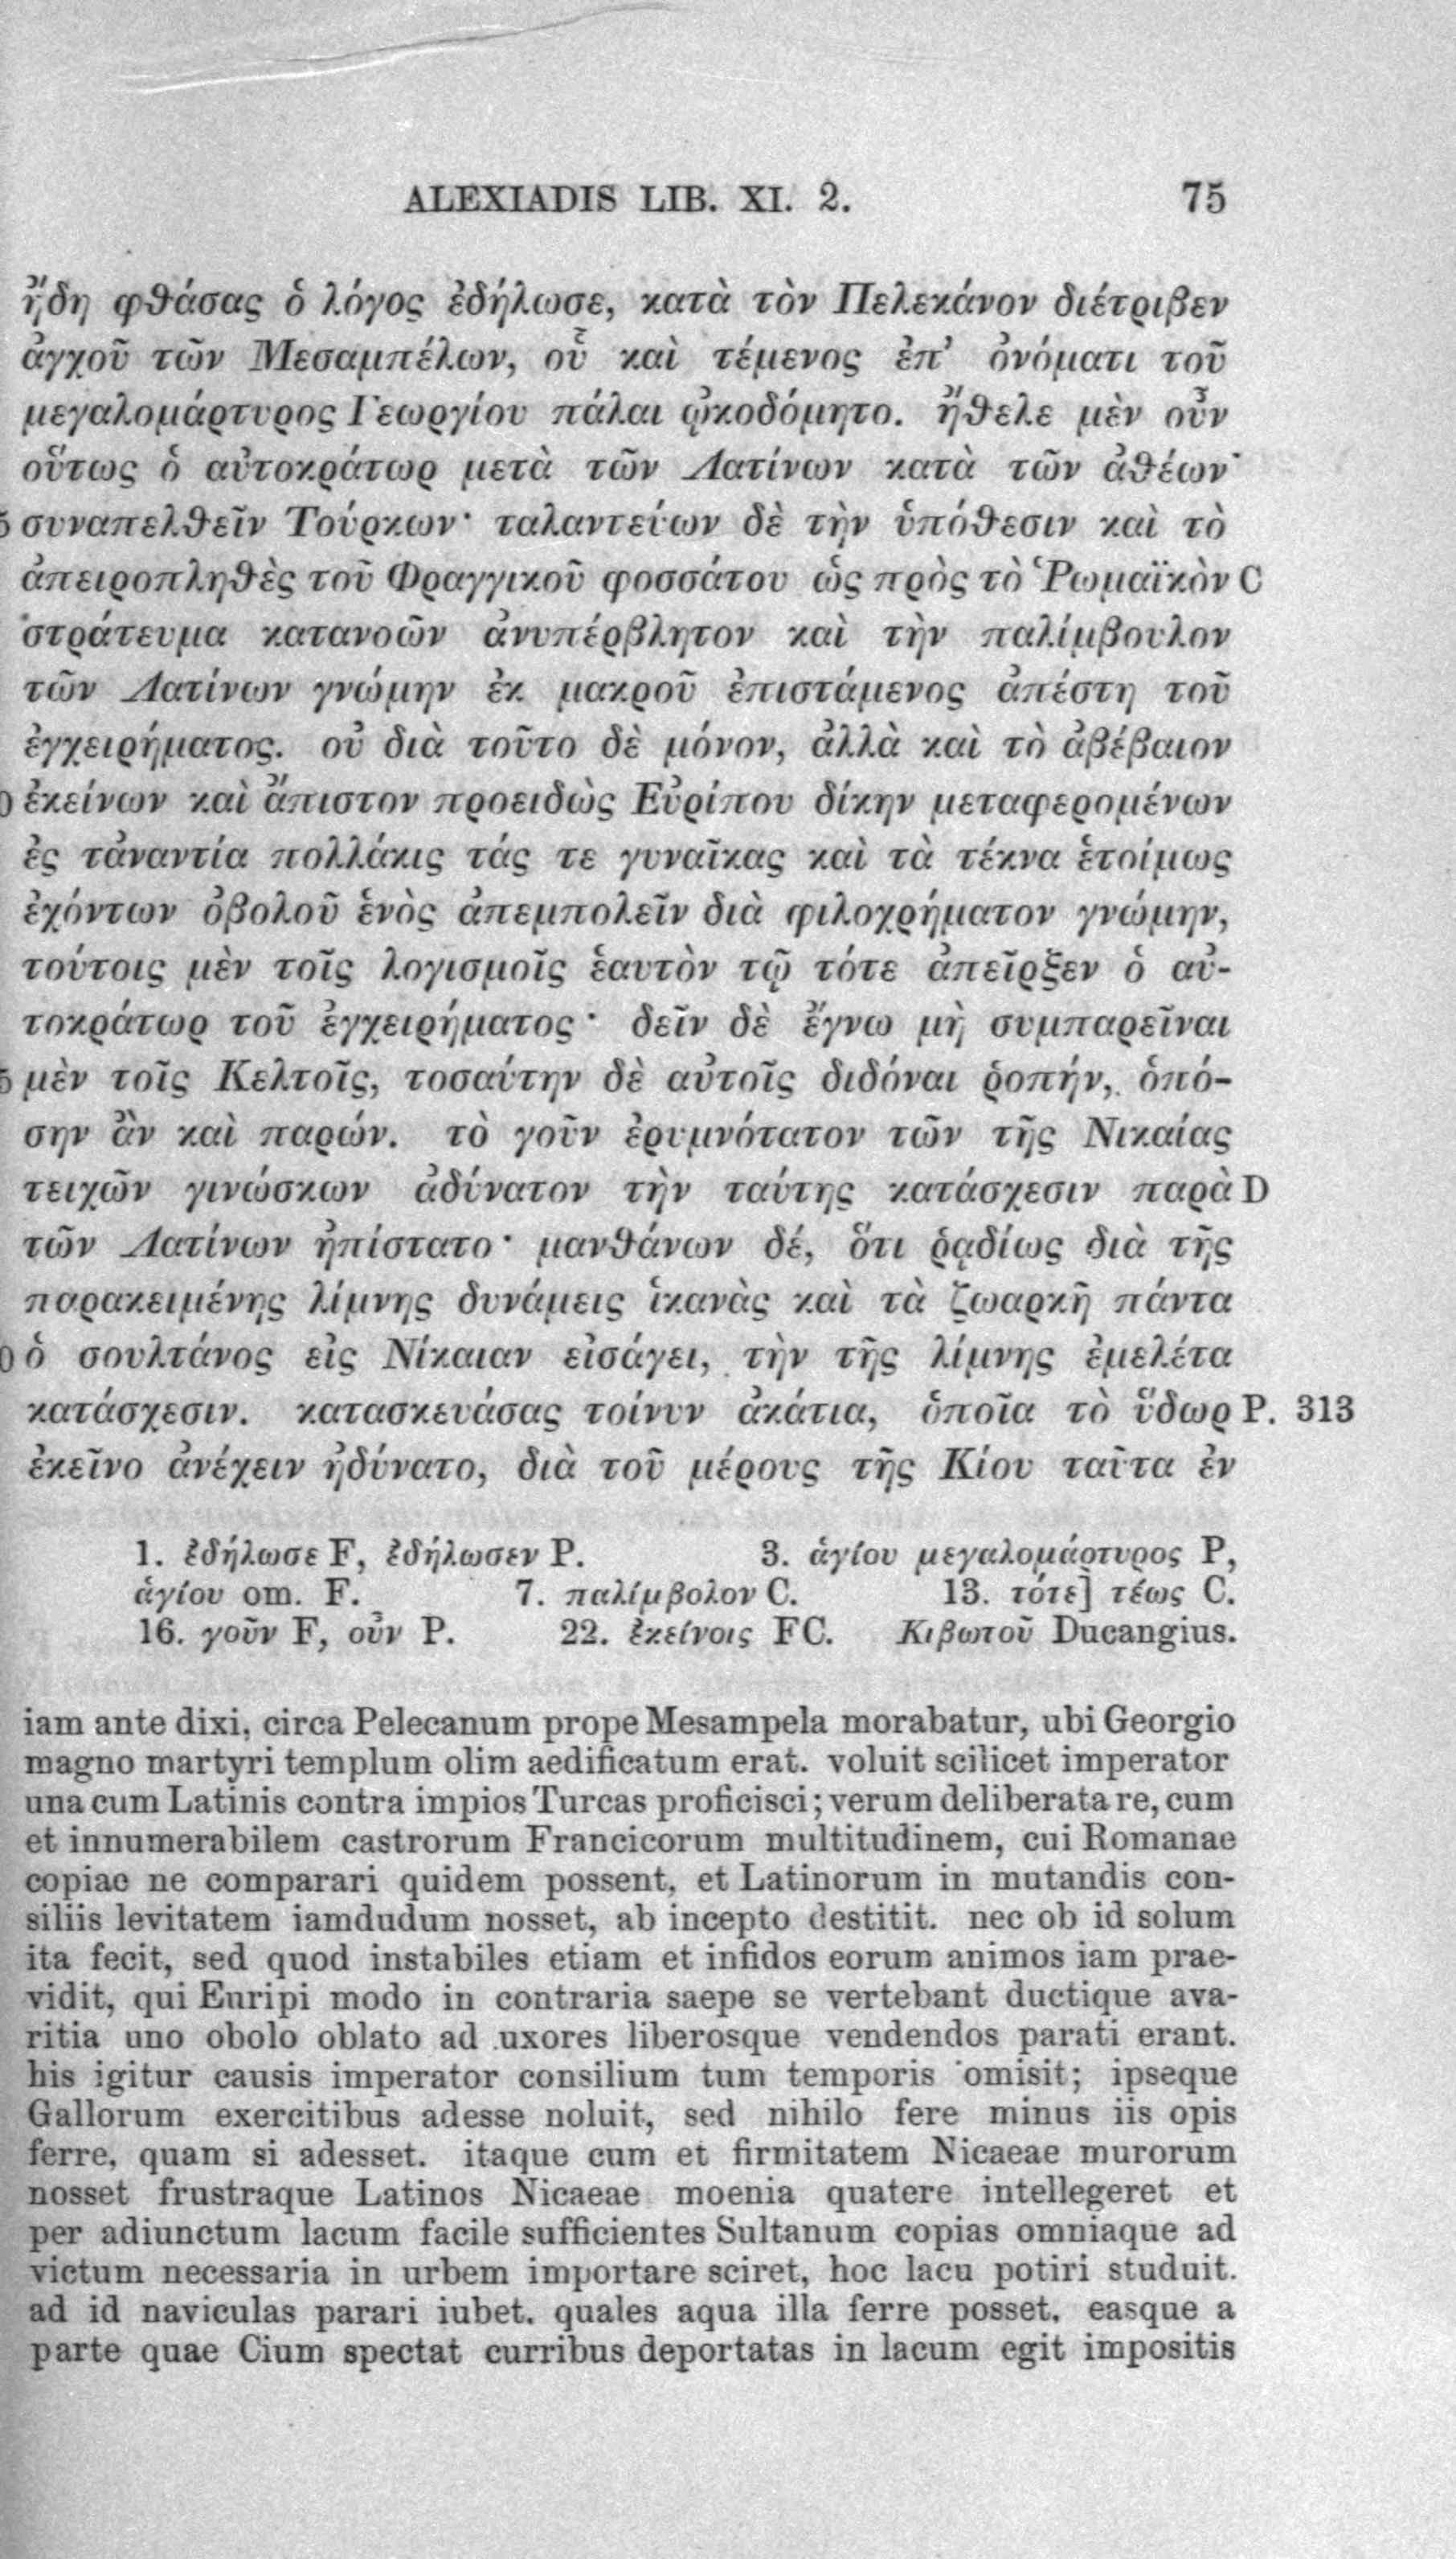 ALEXIADIS LIB. XI. 2. 75
ἤδη φθάσας ὁ λόγος ἐδήλωσε, κατὰ τὸν Πελεκάνον διέτριβεν
ἀγχοῦ τῶν Μεσαμπέλων, οὗ καὶ τέμενος ἐπ' ὀνόματι τοῦ
μεγαλομάρτυρος Γεωργίου πάλαι ᾠκοδόμητο. ἤθελε μὲν οὖν
οὕτως ὁ αὐτοκράτωρ μετὰ τῶν Λατίνων κατὰ τῶν ἀθέων
5 συναπελθεῖν Τούρκων· ταλαντεύων δὲ τὴν ὑπόθεσιν καὶ τὸ
ἀπειροπληθὲς τοῦ Φραγγικοῦ φοσσάτου ὡς πρὸς τὸ Ῥωμαϊκὸν C
στράτευμα κατανοῶν ἀνυπέρβλητον καὶ τὴν παλίμβουλον
τῶν Λατίνων γνώμην ἐκ μακροῦ ἐπιστάμενος ἀπέστη τοῦ
ἐγχειρήματος. οὐ διὰ τοῦτο δὲ μόνον, ἀλλὰ καὶ τὸ ἀβέβαιον
0 ἐκείνων καὶ ἄπιστον προειδὼς Εὐρίπου δίκην μεταφερομένων
ἐς τἀναντία πολλάκις τάς τε γυναῖκας καὶ τὰ τέκνα ἑτοίμως
ἐχόντων ὀβολοῦ ἑνὸς ἀπεμπολεῖν διὰ φιλοχρήματον γνώμην,
τούτοις μὲν τοῖς λογισμοῖς ἑαυτὸν τῷ τότε ἀπεῖρξεν ὁ αὐ-
τοκράτωρ τοῦ ἐγχειρήματος· δεῖν δὲ ἔγνω μὴ συμπαρεῖναι
5 μὲν τοῖς Κελτοῖς, τοσαύτην δὲ αὐτοῖς διδόναι ῥοπήν, ὁπό-
σην ἂν καὶ παρών. τὸ γοῦν ἐρυμνότατον τῶν τῆς Νικαίας
τειχῶν γινώσκων ἀδύνατον τὴν ταύτης κατάσχεσιν παρὰ D
τῶν Λατίνων ἠπίστατο· μανθάνων δέ, ὅτι ῥᾳδίως διὰ τῆς
παρακειμένης λίμνης δυνάμεις ἱκανὰς καὶ τὰ ζωαρκῆ πάντα
0 ὁ σουλτάνος εἰς Νίκαιαν εἰσάγει, τὴν τῆς λίμνης ἐμελέτα
κατάσχεσιν. κατασκευάσας τοίνυν ἀκάτια, ὁποῖα τὸ ὕδωρ P. 313
ἐκεῖνο ἀνέχειν ἠδύνατο, διὰ τοῦ μέρους τῆς Κίου ταῦτα ἐν
1. ἐδήλωσε F, ἐδήλωσεν P. 3. ἁγίου μεγαλομάρτυρος P,
ἁγίου om. F. 7. παλίμβολον C. 13. τότε] τέως C.
16. γοῦν F, οὖν P. 22. ἐκείνοις FC. Κιβωτοῦ Ducangius.
iam ante dixi, circa Pelecanum prope Mesampela morabatur, ubi Georgio
magno martyri templum olim aedificatum erat. voluit scilicet imperator
una cum Latinis contra impios Turcas proficisci; verum deliberata re, cum
et innumerabilem castrorum Francicorum multitudinem, cui Romanae
copiae ne comparari quidem possent, et Latinorum in mutandis con-
siliis levitatem iamdudum nosset, ab incepto destitit. nec ob id solum
ita fecit, sed quod instabiles etiam et infidos eorum animos iam prae-
vidit, qui Euripi modo in contraria saepe se vertebant ductique ava-
ritia uno obolo oblato ad uxores liberosque vendendos parati erant.
his igitur causis imperator consilium tum temporis omisit; ipseque
Gallorum exercitibus adesse noluit, sed nihilo fere minus iis opis
ferre, quam si adesset. itaque cum et firmitatem Nicaeae murorum
nosset frustraque Latinos Nicaeae moenia quatere intellegeret et
per adiunctum lacum facile sufficientes Sultanum copias omniaque ad
victum necessaria in urbem importare sciret, hoc lacu potiri studuit.
ad id naviculas parari iubet. quales aqua illa ferre posset. easque a
parte quae Cium spectat curribus deportatas in lacum egit impositis